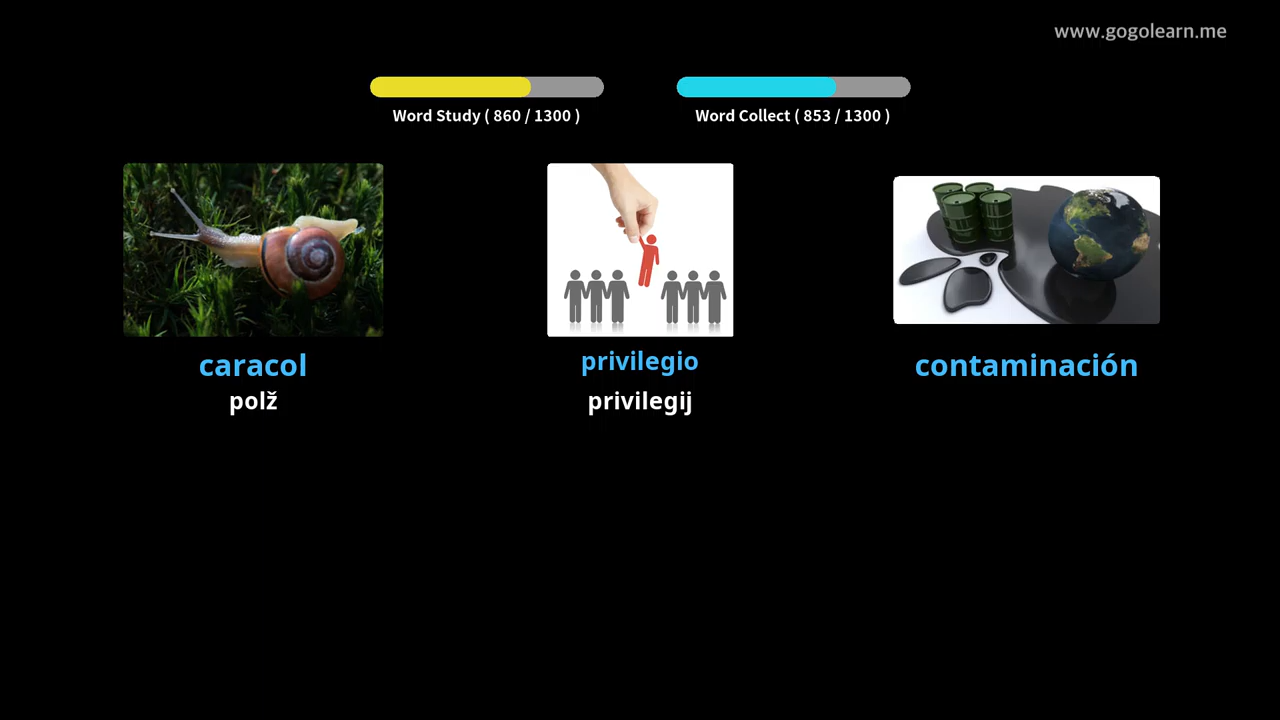 www.gogolearn.me
Word Study ( 860 / 1300 )
Word Collect ( 853 / 1300 )
caracol
polž
privilegio
privilegij
contaminación